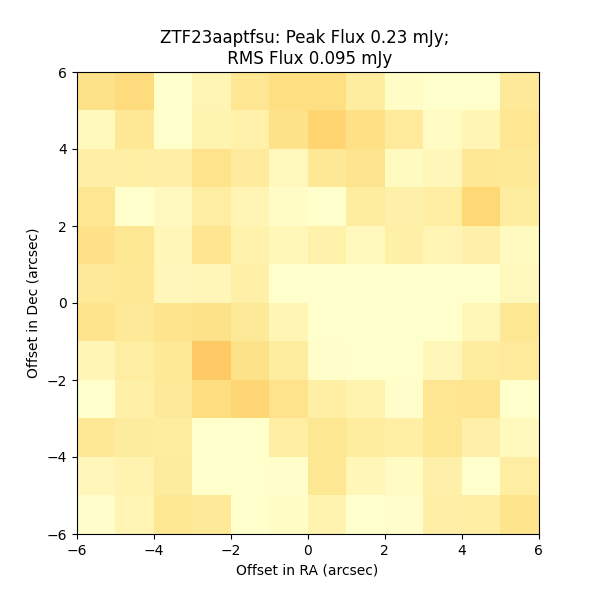 ZTF23aaptfsu: Peak Flux 0.23 mJy;
RMS Flux 0.095 mJy
6
4
2
0
−2
−4
−6
Offset in Dec (arcsec)
−6 −4 −2 0 2 4 6
Offset in RA (arcsec)